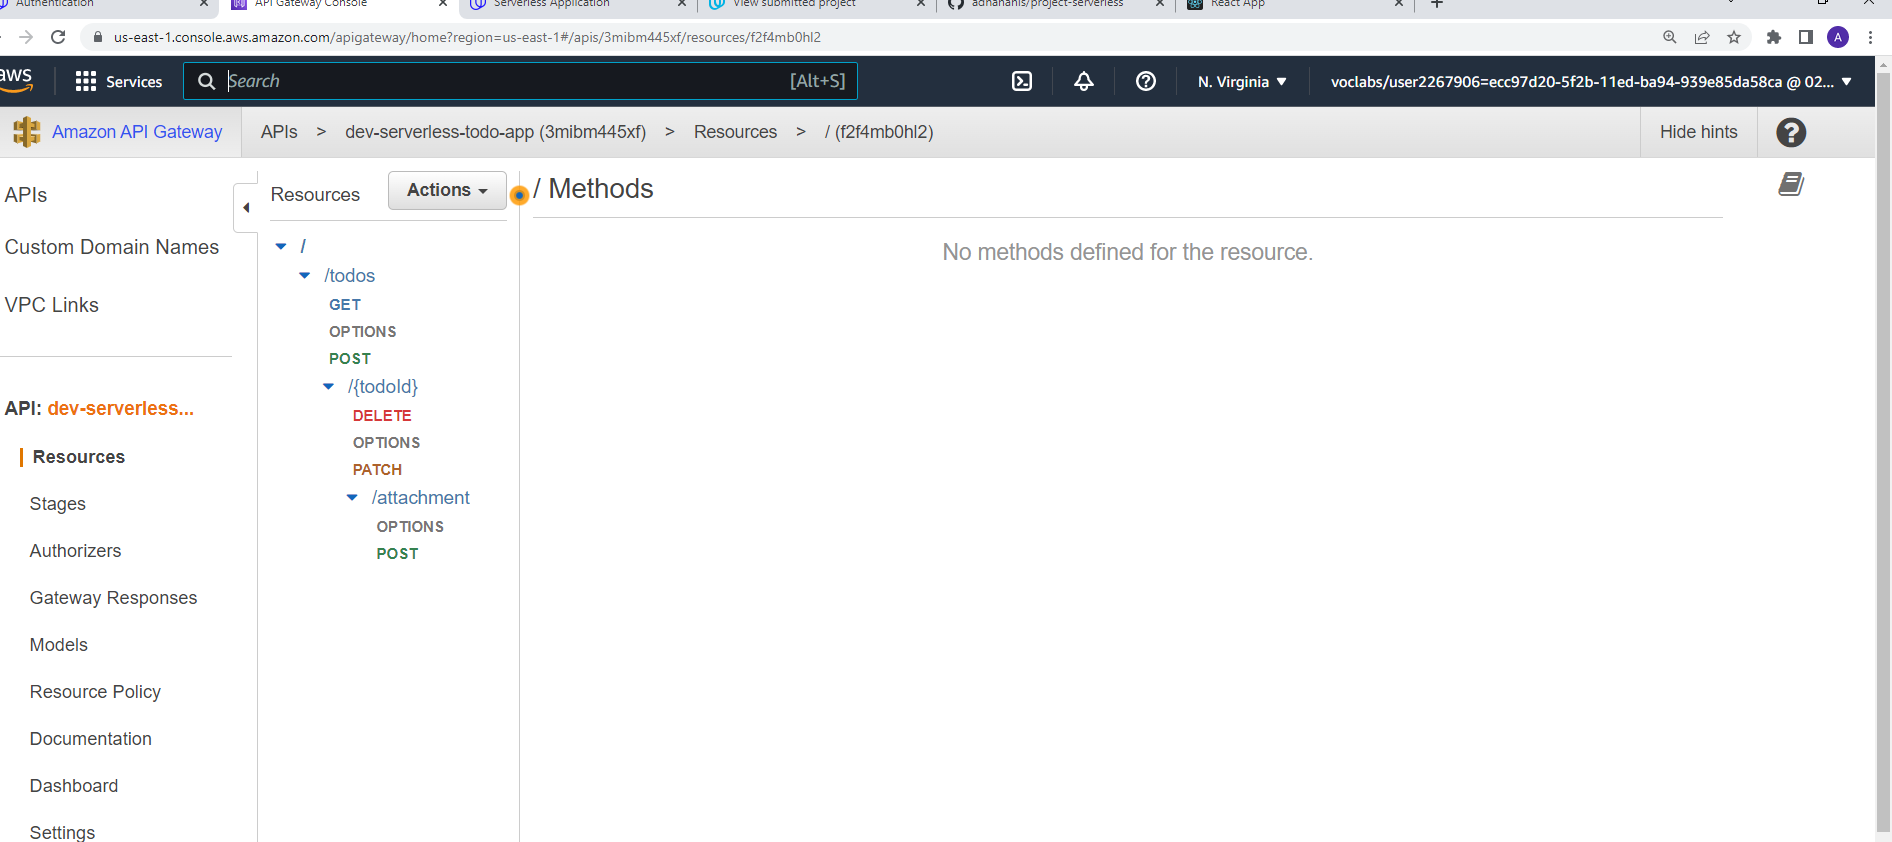 Authentication
API Gateway Console
Serverless Application
View submitted project
adnananis/project-serverless
React App
us-east-1.console.aws.amazon.com/apigateway/home?region=us-east-1#/apis/3mibm445xf/resources/f2f4mb0hl2
A
aws
Services
Search
[Alt+S]
N. Virginia
voclabs/user2267906=ecc97d20-5f2b-11ed-ba94-939e85da58ca @ 02...
Amazon API Gateway
APIs > dev-serverless-todo-app (3mibm445xf) > Resources > / (f2f4mb0hl2)
Hide hints
?
APIs
Custom Domain Names
VPC Links
API: dev-serverless...
Resources
Stages
Authorizers
Gateway Responses
Models
Resource Policy
Documentation
Dashboard
Settings
Resources
Actions
/
/todos
GET
OPTIONS
POST
/{todoId}
DELETE
OPTIONS
PATCH
/attachment
OPTIONS
POST
/ Methods
No methods defined for the resource.